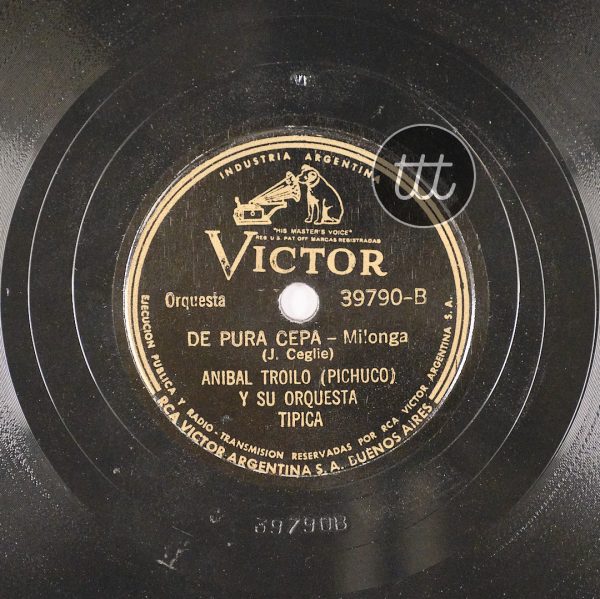 INDUSTRIA ARGENTINA
ttt
"HIS MASTER'S VOICE"
REG U.S. PAT OFF MARCAS REGISTRADAS
VICTOR
Orquesta 39790-B
DE PURA CEPA - Milonga
(J. Ceglie)
ANIBAL TROILO (PICHUCO)
Y SU ORQUESTA
TIPICA
EJECUCION PUBLICA Y RADIO-TRANSMISION RESERVADAS POR RCA VICTOR ARGENTINA S.A.
RCA VICTOR ARGENTINA S.A. BUENOS AIRES
39790B